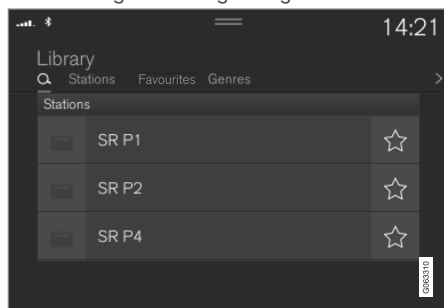 14:21
Library
Stations Favourites Genres
Stations
SR P1
SR P2
SR P4
G063310